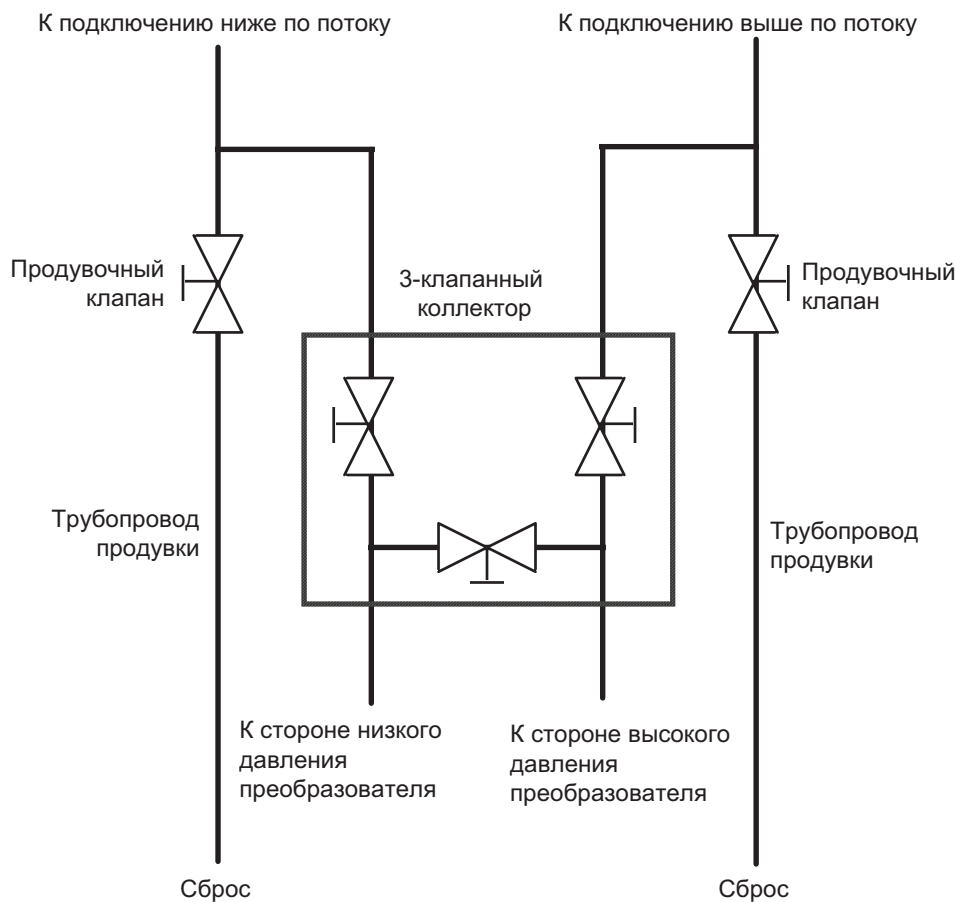 К подключению ниже по потоку
К подключению выше по потоку
Продувочный
клапан
3-клапанный
коллектор
Продувочный
клапан
Трубопровод
продувки
Трубопровод
продувки
К стороне низкого
давления
преобразователя
К стороне высокого
давления
преобразователя
Сброс
Сброс